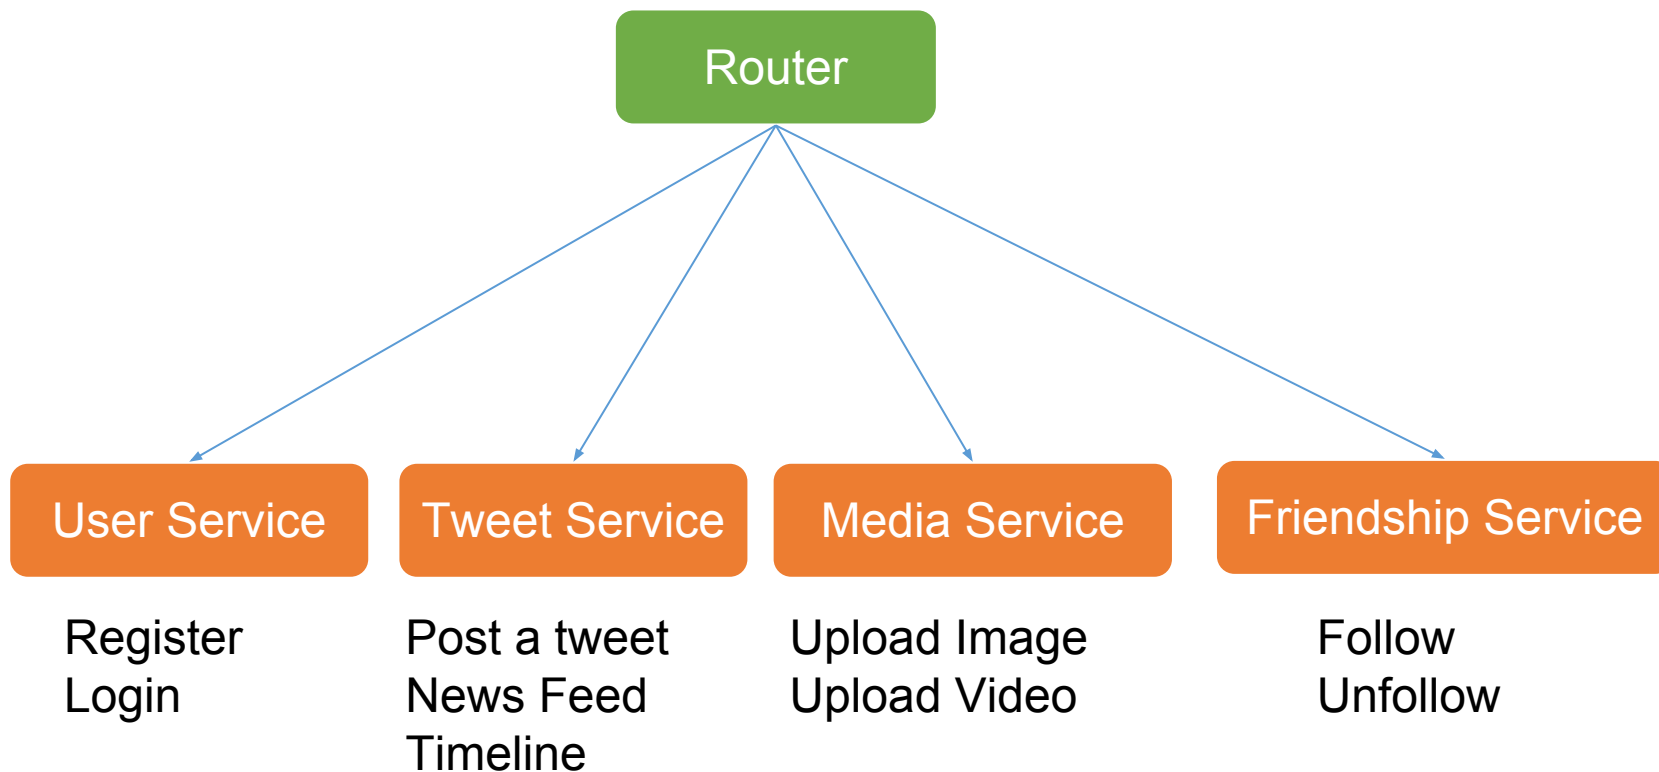 Router
User Service
Tweet Service
Media Service
Friendship Service
Register
Login
Post a tweet
News Feed
Timeline
Upload Image
Upload Video
Follow
Unfollow